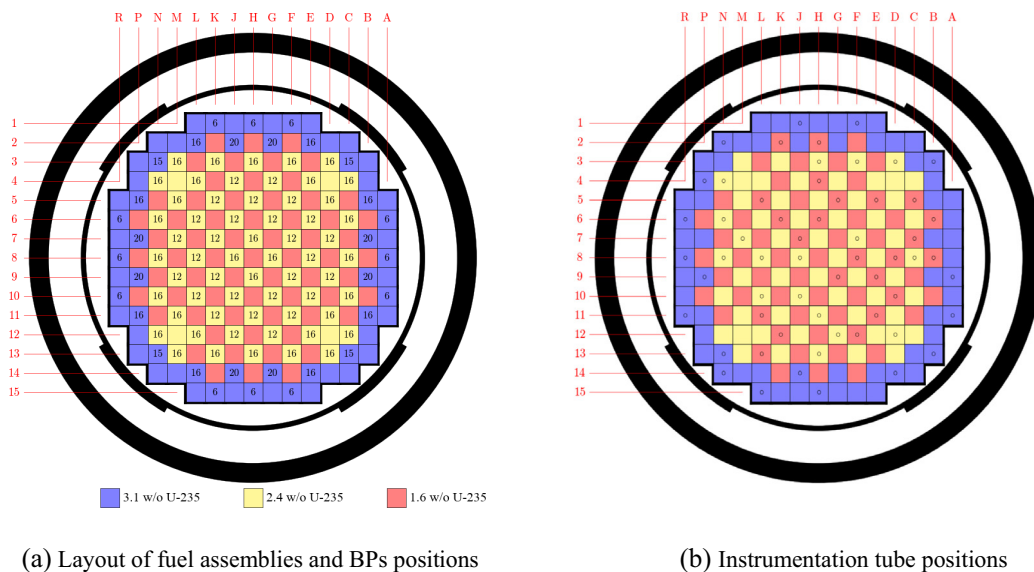 R P N M L K J H G F E D C B A
1 6 6 6
2 16 20 20 16
3 15 16 16 16 16 16 15
4 16 16 12 12 16 16
5 16 16 12 12 12 16 16
6 6 16 12 12 12 12 16 6
7 20 12 12 16 12 12 20
8 6 16 12 16 16 12 16 6
9 20 12 12 16 12 12 20
10 6 16 12 12 12 12 16 6
11 16 16 12 12 12 16 16
12 16 16 12 12 16 16
13 15 16 16 16 16 16 15
14 16 20 20 16
15 6 6 6
3.1 w/o U-235 2.4 w/o U-235 1.6 w/o U-235
(a) Layout of fuel assemblies and BPs positions
R P N M L K J H G F E D C B A
1
2
3
4
5
6
7
8
9
10
11
12
13
14
15
(b) Instrumentation tube positions